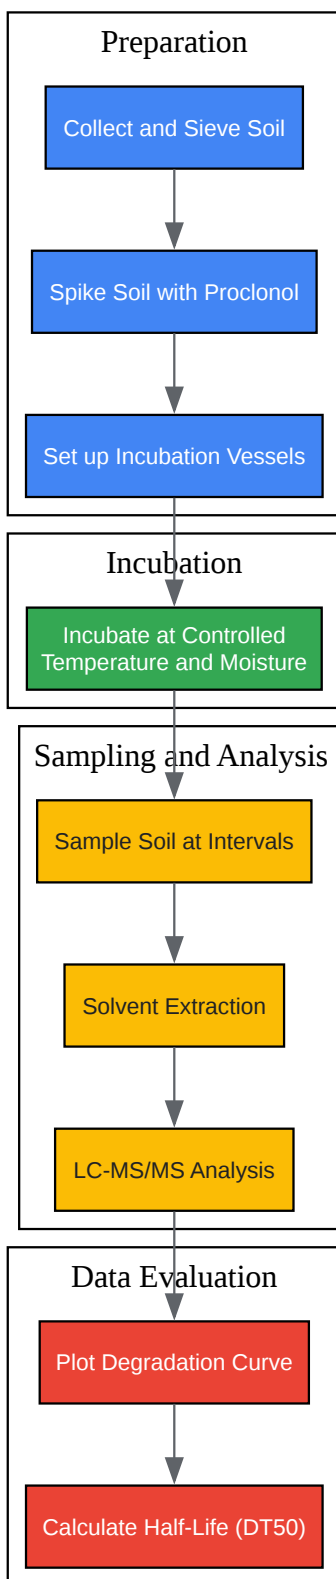 Preparation
Collect and Sieve Soil
Spike Soil with Proclonol
Set up Incubation Vessels
Incubation
Incubate at Controlled
Temperature and Moisture
Sampling and Analysis
Sample Soil at Intervals
Solvent Extraction
LC-MS/MS Analysis
Data Evaluation
Plot Degradation Curve
Calculate Half-Life (DT50)